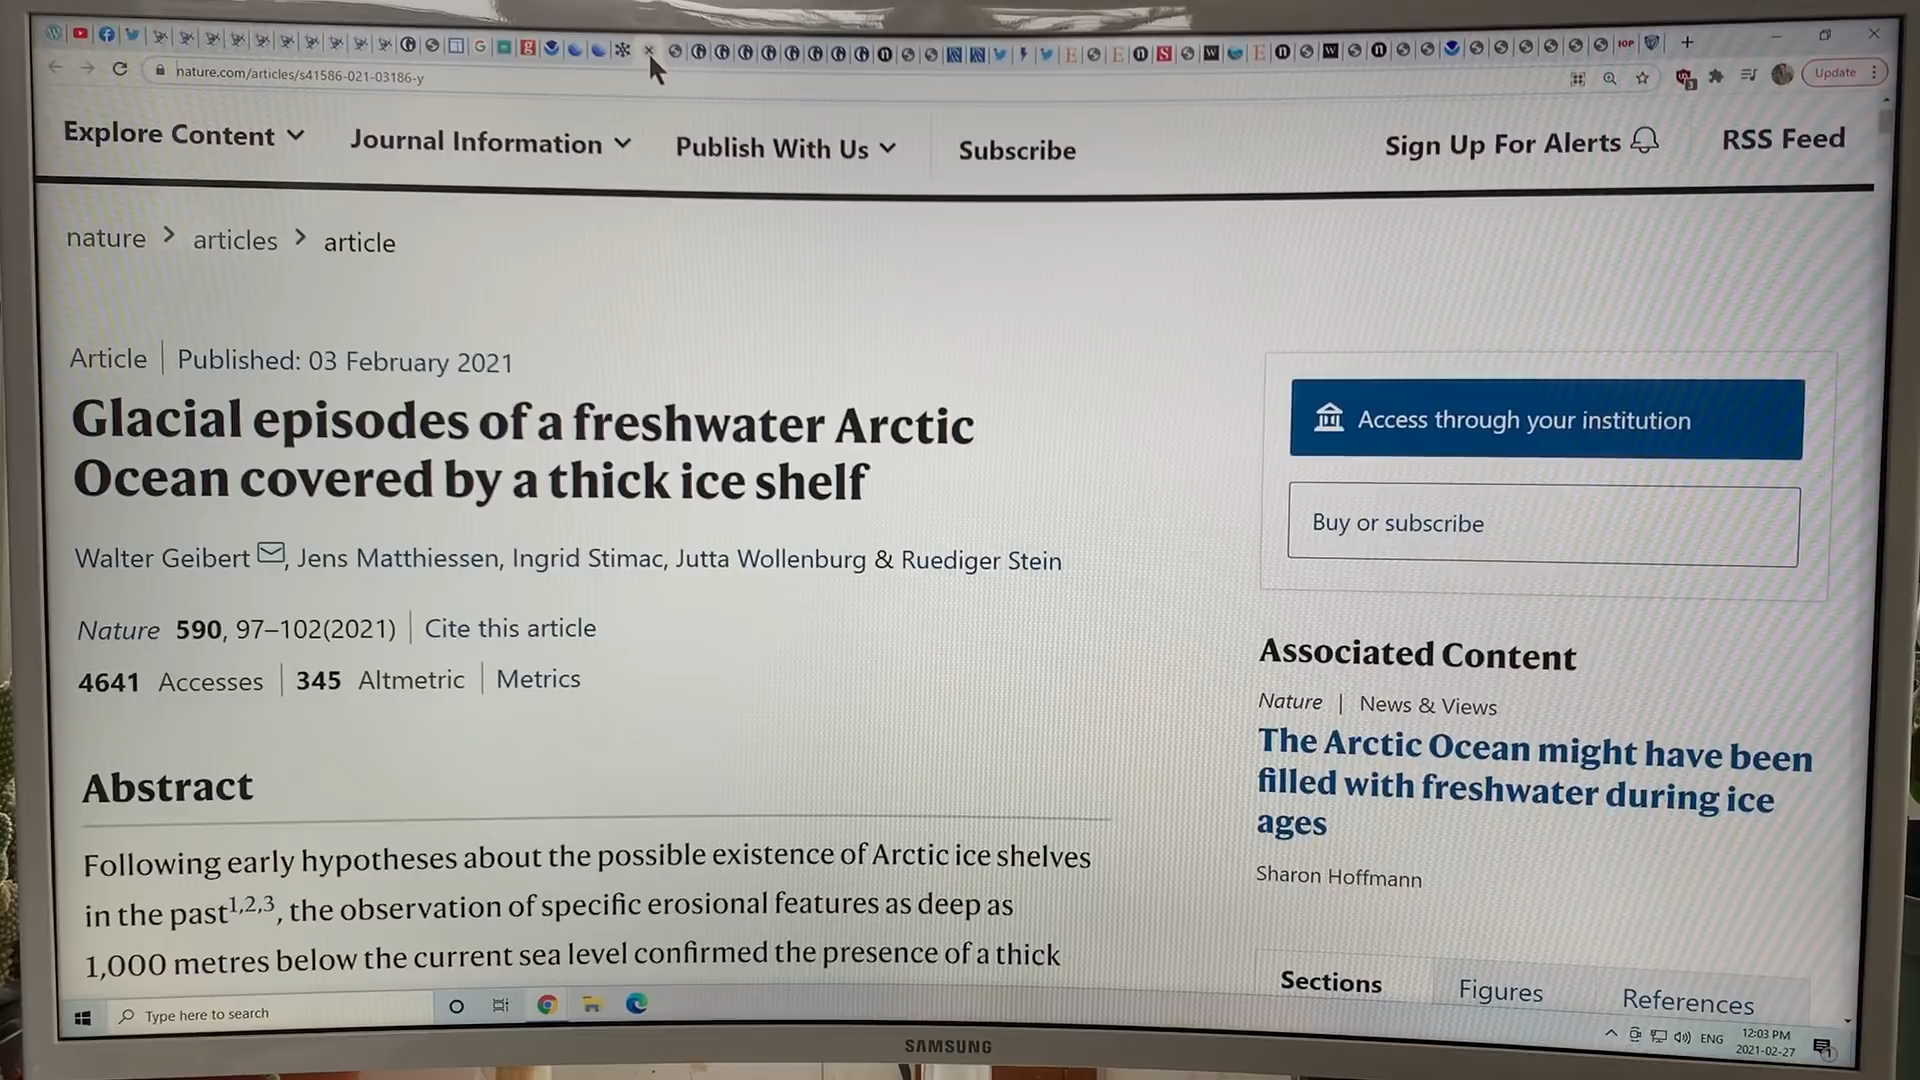 nature.com/articles/s41586-021-03186-y
Update
Explore Content
Journal Information
Publish With Us
Subscribe
Sign Up For Alerts
RSS Feed
nature > articles > article
Article | Published: 03 February 2021
Glacial episodes of a freshwater Arctic
Ocean covered by a thick ice shelf
Walter Geibert, Jens Matthiessen, Ingrid Stimac, Jutta Wollenburg & Ruediger Stein
Nature 590, 97–102(2021) | Cite this article
4641 Accesses | 345 Altmetric | Metrics
Abstract
Following early hypotheses about the possible existence of Arctic ice shelves
in the past1,2,3, the observation of specific erosional features as deep as
1,000 metres below the current sea level confirmed the presence of a thick
Access through your institution
Buy or subscribe
Associated Content
Nature | News & Views
The Arctic Ocean might have been
filled with freshwater during ice
ages
Sharon Hoffmann
Sections
Figures
References
Type here to search
ENG
12:03 PM
2021-02-27
SAMSUNG